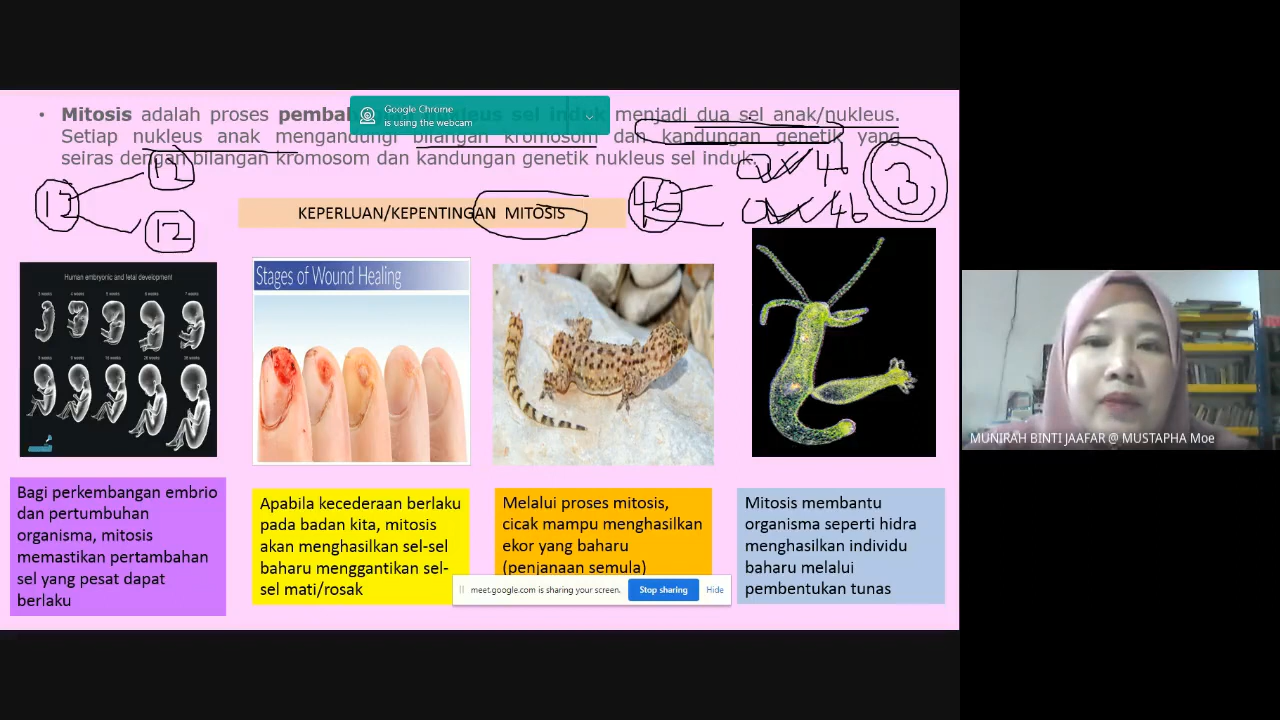 Google Chrome
is using the webcam
• Mitosis adalah proses pembahagian nukleus sel induk menjadi dua sel anak/nukleus.
Setiap nukleus anak mengandungi bilangan kromosom dan kandungan genetik yang
seiras dengan bilangan kromosom dan kandungan genetik nukleus sel induk.
12
12
12
46
46
46
3
KEPERLUAN/KEPENTINGAN MITOSIS
Human embryonic and fetal development
Stages of Wound Healing
Bagi perkembangan embrio
dan pertumbuhan
organisma, mitosis
memastikan pertambahan
sel yang pesat dapat
berlaku
Apabila kecederaan berlaku
pada badan kita, mitosis
akan menghasilkan sel-sel
baharu menggantikan sel-
sel mati/rosak
Melalui proses mitosis,
cicak mampu menghasilkan
ekor yang baharu
(penjanaan semula)
Mitosis membantu
organisma seperti hidra
menghasilkan individu
baharu melalui
pembentukan tunas
meet.google.com is sharing your screen. Stop sharing Hide
MUNIRAH BINTI JAAFAR @ MUSTAPHA Moe